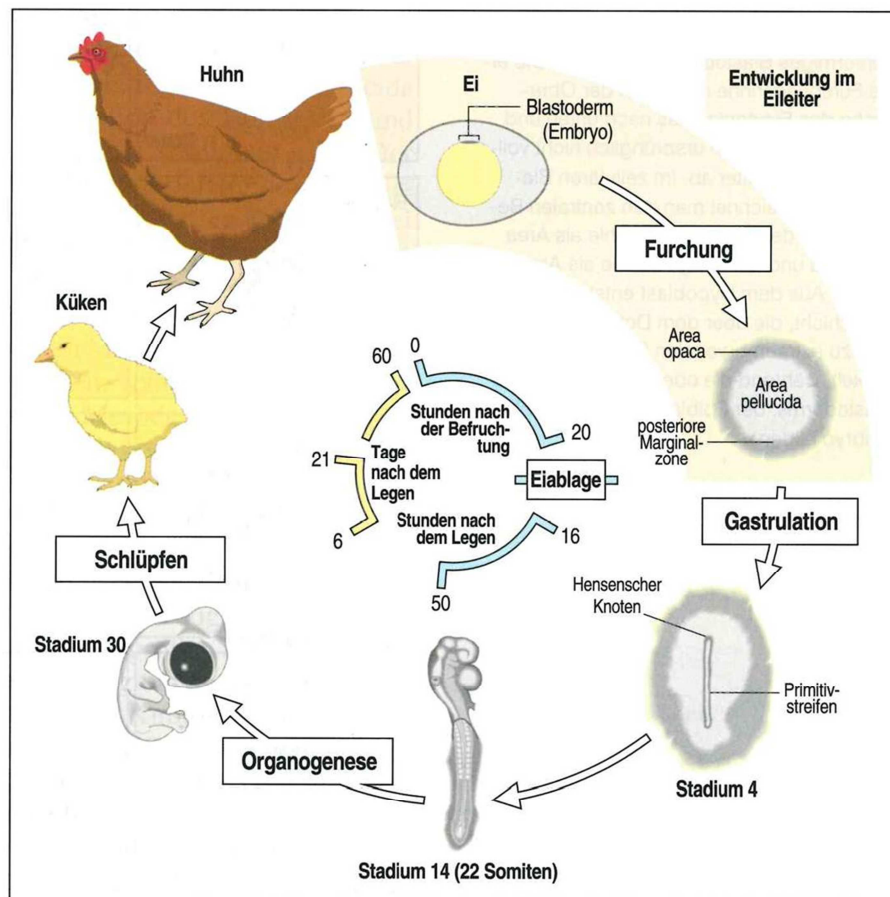 Huhn
Ei
Blastoderm
(Embryo)
Entwicklung im
Eileiter
Furchung
Küken
Area
opaca
Area
pellucida
posteriore
Marginal-
zone
0
60
Stunden nach
der Befruch-
tung
20
21
Tage
nach dem
Legen
Eiablage
6
Stunden nach
dem Legen
16
50
Gastrulation
Schlüpfen
Hensenscher
Knoten
Primitiv-
streifen
Stadium 4
Stadium 30
Organogenese
Stadium 14 (22 Somiten)